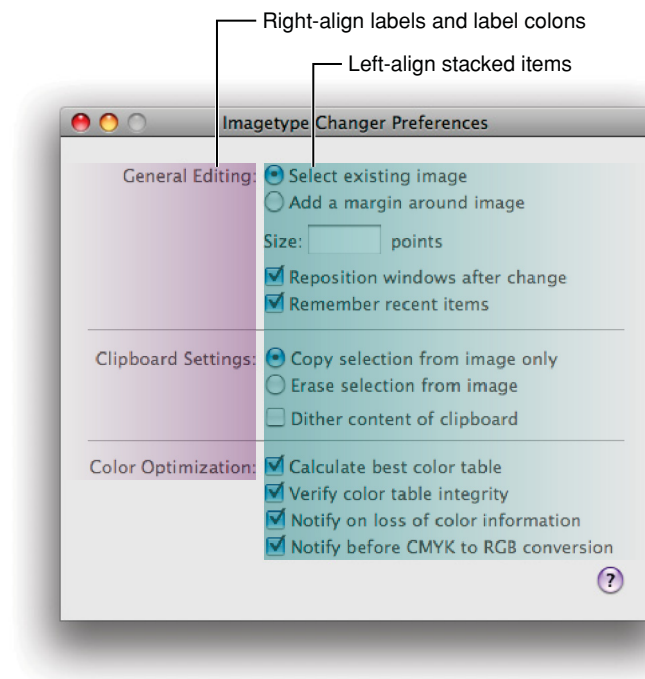 Right-align labels and label colons
Left-align stacked items
Imagetype Changer Preferences
General Editing: Select existing image
Add a margin around image
Size: points
Reposition windows after change
Remember recent items
Clipboard Settings: Copy selection from image only
Erase selection from image
Dither content of clipboard
Color Optimization: Calculate best color table
Verify color table integrity
Notify on loss of color information
Notify before CMYK to RGB conversion
?